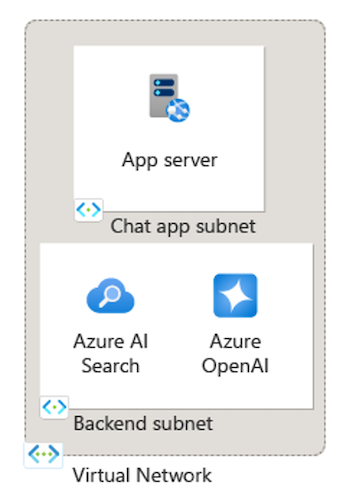 App server
Chat app subnet
Azure AI
Search
Azure
OpenAI
Backend subnet
Virtual Network